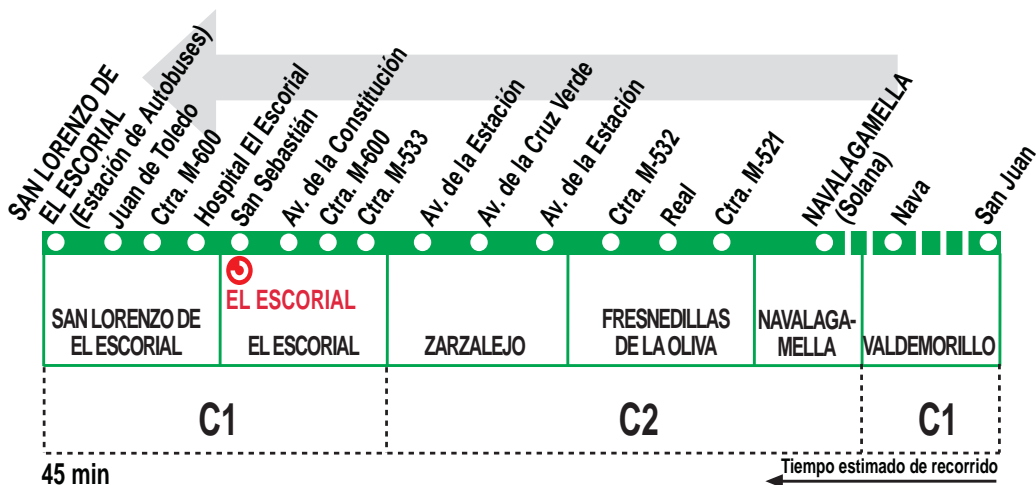 SAN LORENZO DE
EL ESCORIAL
(Estación de Autobuses)
Juan de Toledo
Ctra. M-600
Hospital El Escorial
San Sebastián
Av. de la Constitución
Ctra. M-600
Ctra. M-533
Av. de la Estación
Av. de la Cruz Verde
Av. de la Estación
Ctra. M-532
Real
Ctra. M-521
NAVALAGAMELLA
(Solana)
Nava
San Juan
EL ESCORIAL
SAN LORENZO DE
EL ESCORIAL
EL ESCORIAL
ZARZALEJO
FRESNEDILLAS
DE LA OLIVA
NAVALAGA-
MELLA
VALDEMORILLO
C1
C2
C1
45 min
Tiempo estimado de recorrido